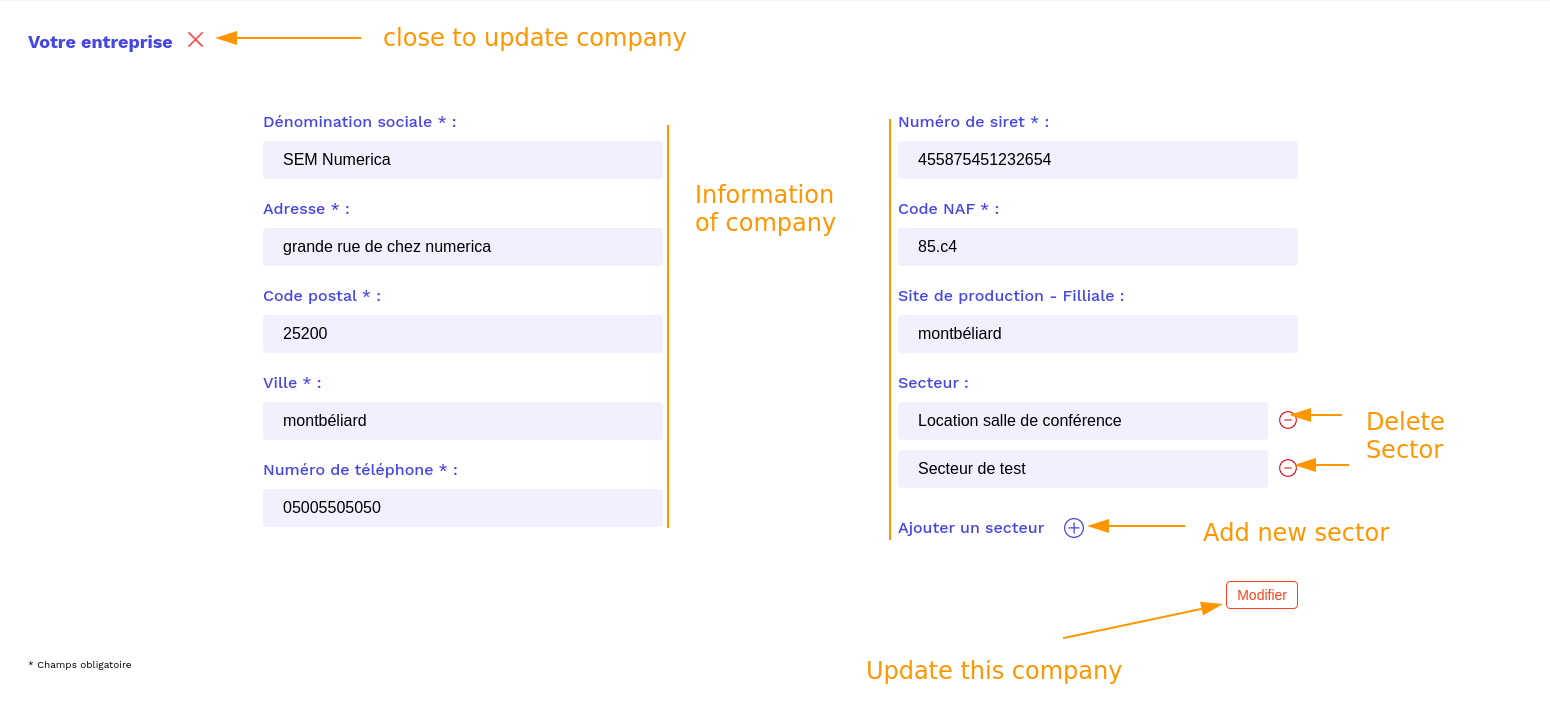 Votre entreprise
close to update company
Dénomination sociale * :
SEM Numerica
Adresse * :
grande rue de chez numerica
Code postal * :
25200
Ville * :
montbéliard
Numéro de téléphone * :
05005505050
Information
of company
Numéro de siret * :
455875451232654
Code NAF * :
85.c4
Site de production - Filliale :
montbéliard
Secteur :
Location salle de conférence
Secteur de test
Delete
Sector
Ajouter un secteur
Add new sector
Modifier
Update this company
* Champs obligatoire